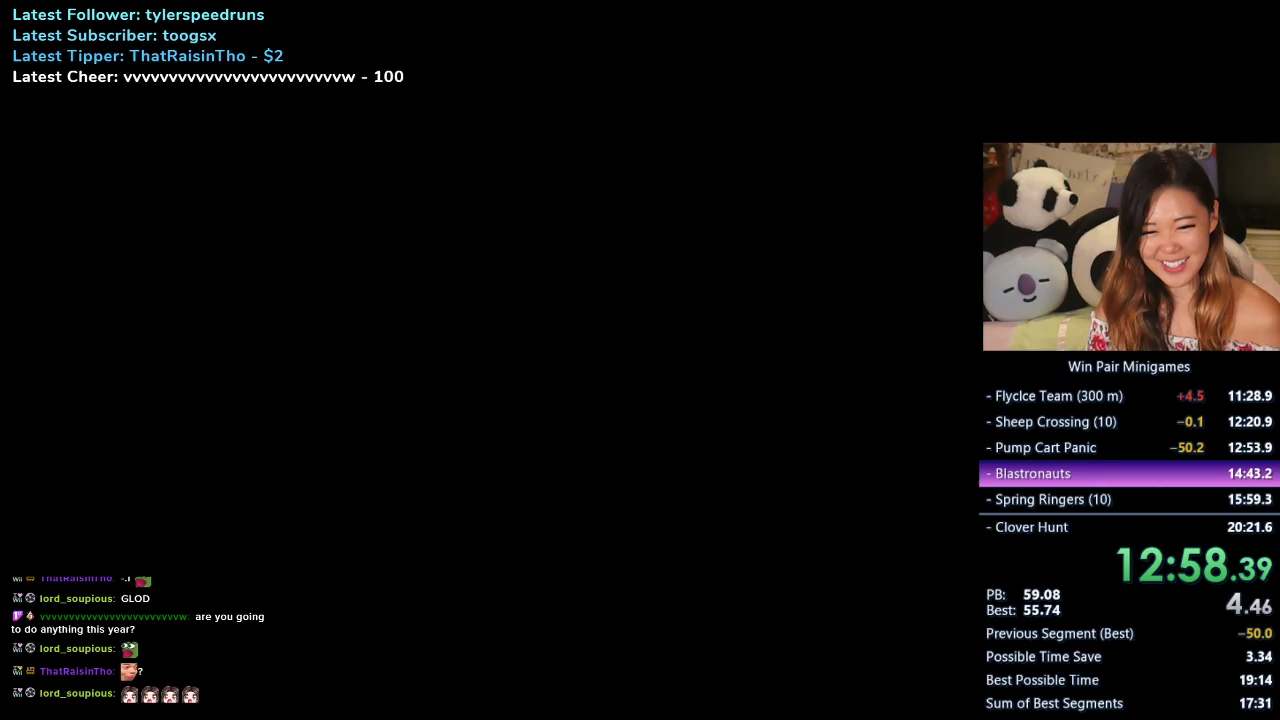 Latest Follower: tylerspeedruns
Latest Subscriber: toogsx
Latest Tipper: ThatRaisinTho - $2
Latest Cheer: vvvvvvvvvvvvvvvvvvvvvvvvw - 100
Win Pair Minigames
- FlycIce Team (300 m) +4.5 11:28.9
- Sheep Crossing (10) −0.1 12:20.9
- Pump Cart Panic −50.2 12:53.9
- Blastronauts 14:43.2
- Spring Ringers (10) 15:59.3
- Clover Hunt 20:21.6
12:58.39
PB: 59.08
Best: 55.74
4.46
Previous Segment (Best) −50.0
Possible Time Save 3.34
Best Possible Time 19:14
Sum of Best Segments 17:31
ThatRaisinTho:
lord_soupious: GLOD
vvvvvvvvvvvvvvvvvvvvvvvvw: are you going
to do anything this year?
lord_soupious:
ThatRaisinTho: ?
lord_soupious: